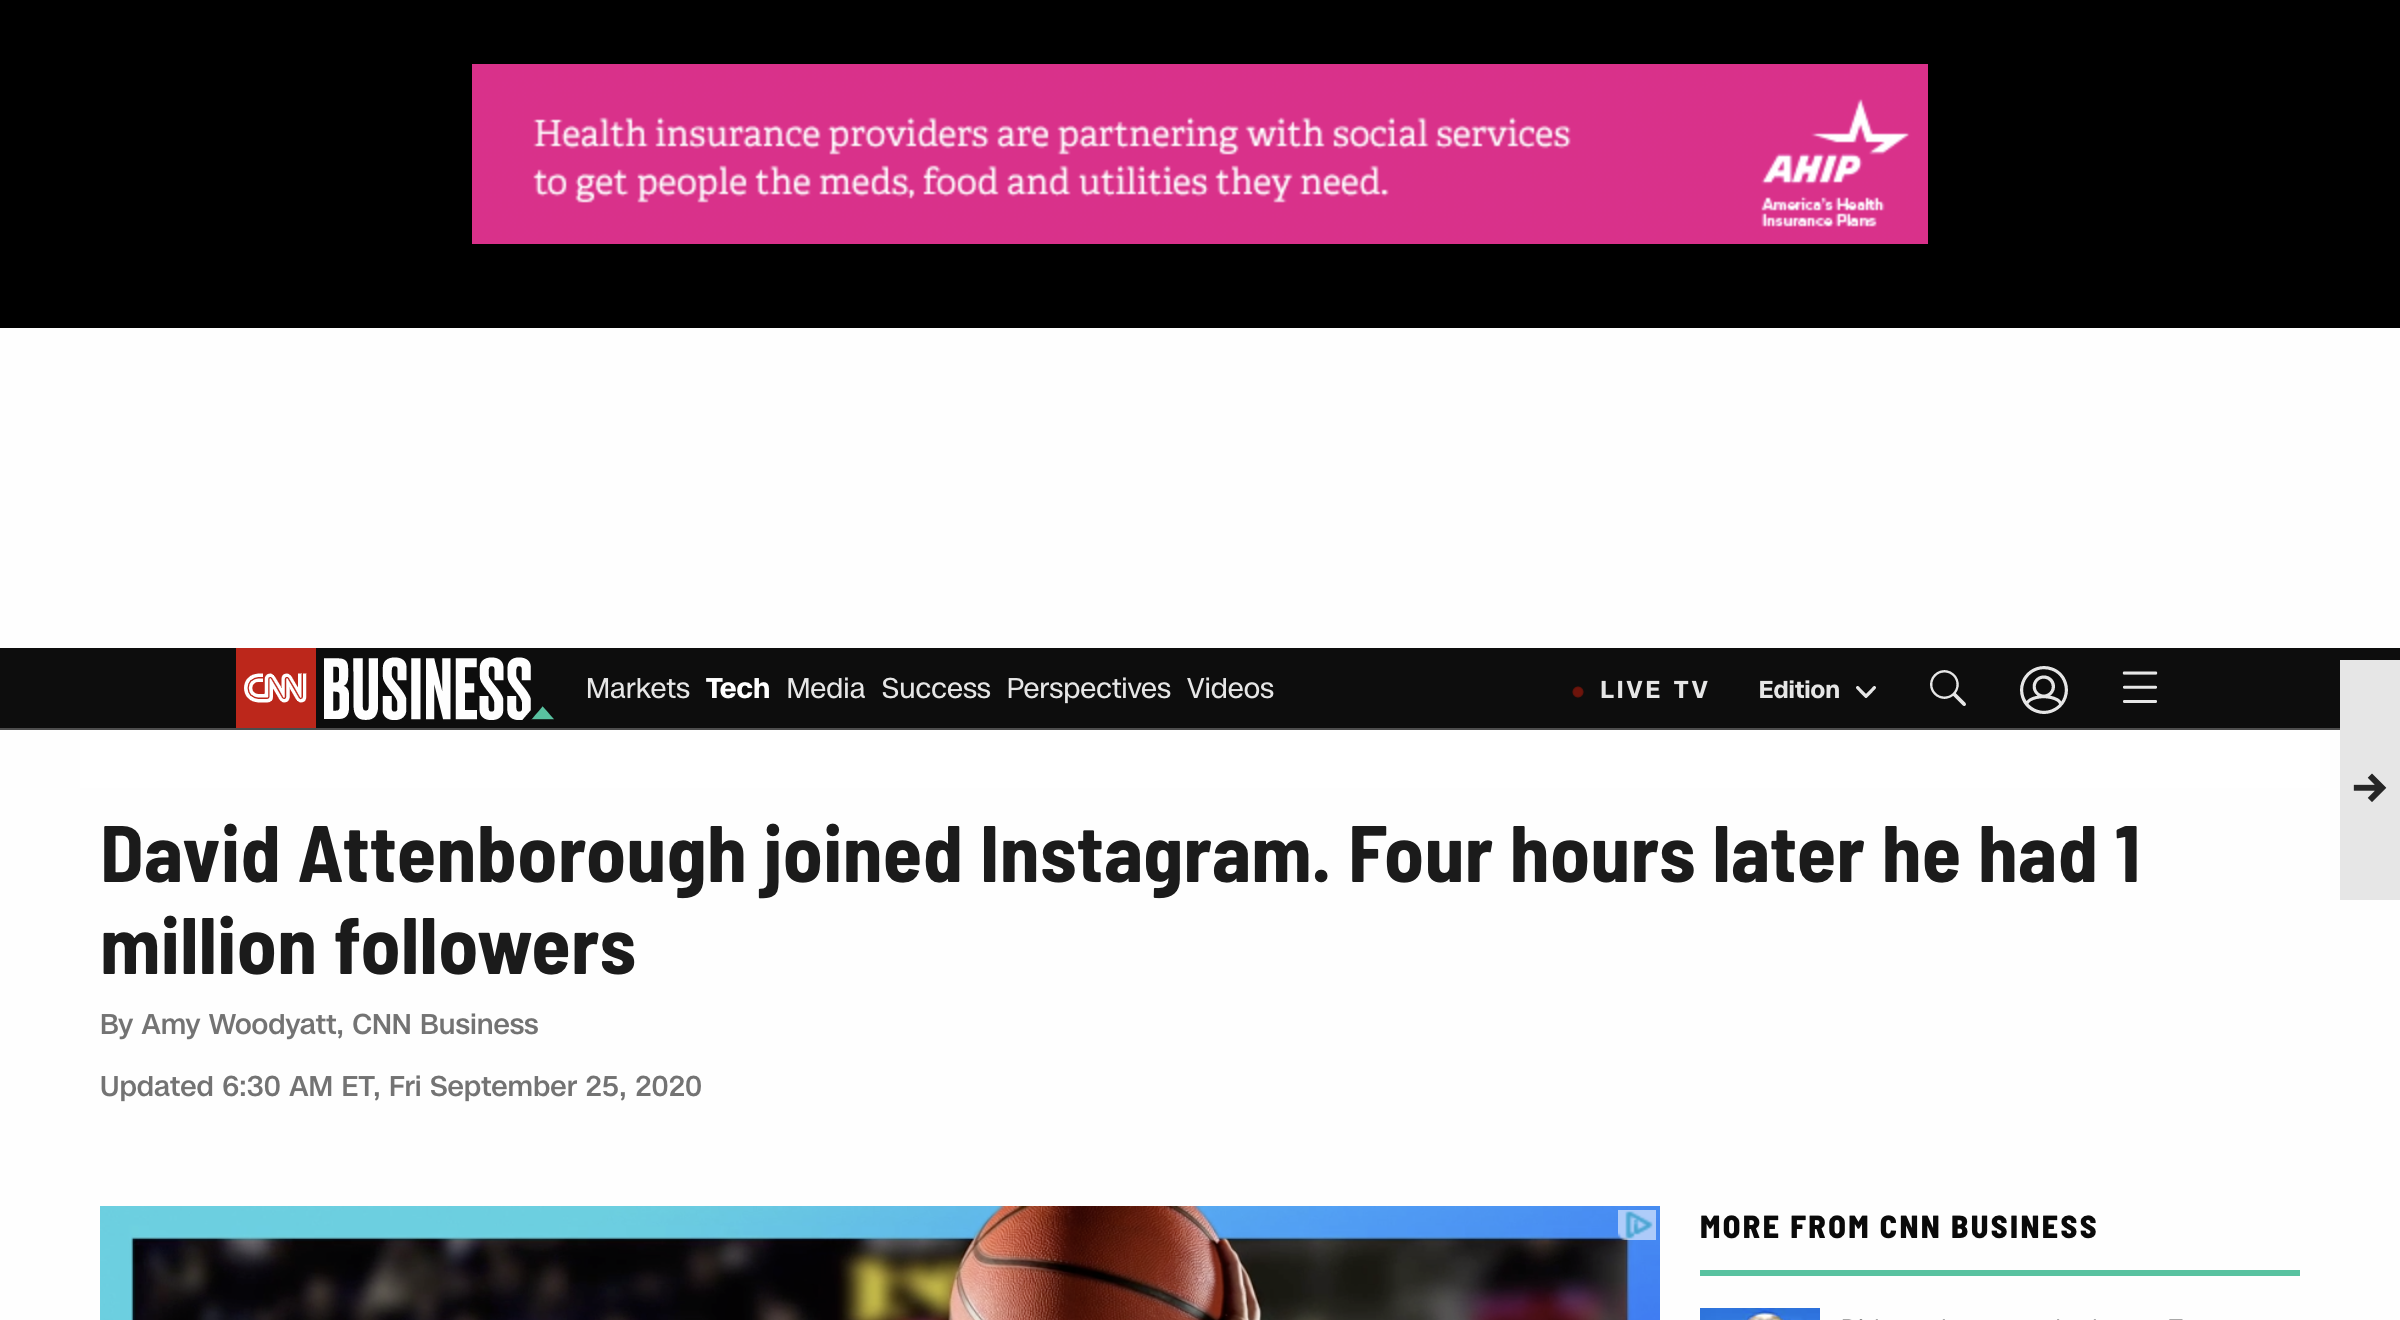 Health insurance providers are partnering with social services
to get people the meds, food and utilities they need.
AHIP
America's Health
Insurance Plans
CNN BUSINESS Markets Tech Media Success Perspectives Videos LIVE TV Edition
David Attenborough joined Instagram. Four hours later he had 1
million followers
By Amy Woodyatt, CNN Business
Updated 6:30 AM ET, Fri September 25, 2020
MORE FROM CNN BUSINESS